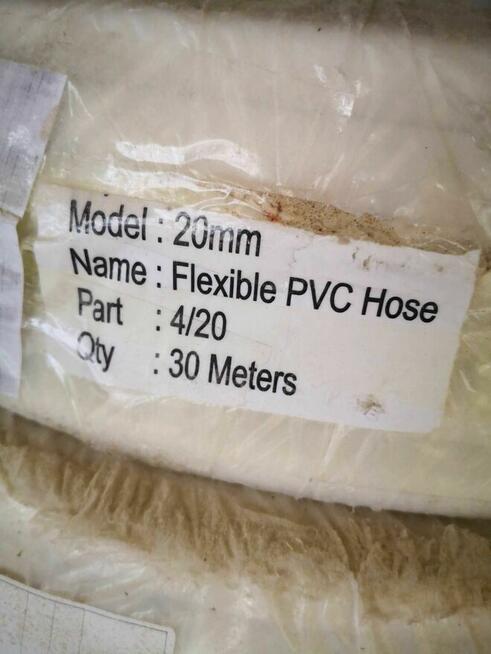 Model : 20mm
Name : Flexible PVC Hose
Part : 4/20
Qty : 30 Meters